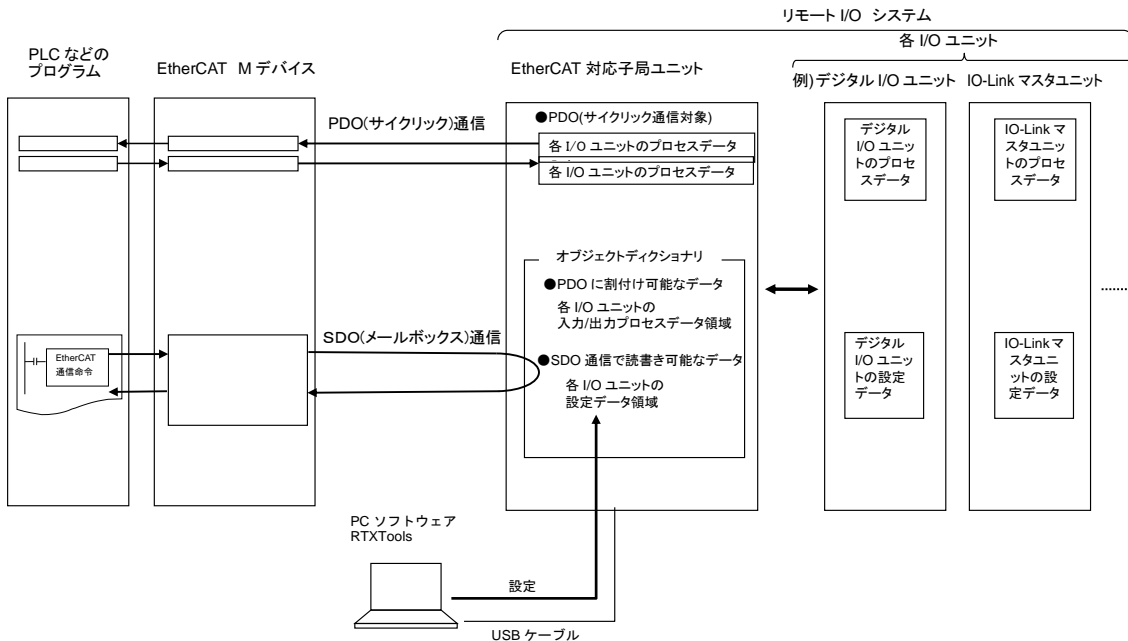 リモート I/O システム
各 I/O ユニット
PLC などの
プログラム
EtherCAT M デバイス
EtherCAT 対応子局ユニット
例) デジタル I/O ユニット
IO-Link マスタユニット
PDO(サイクリック)通信
●PDO(サイクリック通信対象)
各 I/O ユニットのプロセスデータ
各 I/O ユニットのプロセスデータ
デジタル
I/O ユニッ
トのプロセ
スデータ
IO-Link マ
スタユニッ
トのプロセ
スデータ
オブジェクトディクショナリ
●PDO に割付け可能なデータ
各 I/O ユニットの
入力/出力プロセスデータ領域
SDO(メールボックス)通信
●SDO 通信で読書き可能なデータ
各 I/O ユニットの
設定データ領域
EtherCAT
通信命令
デジタル
I/O ユニッ
トの設定
データ
IO-Link マ
スタユニ
ットの設
定データ
PC ソフトウェア
RTXTools
設定
USB ケーブル